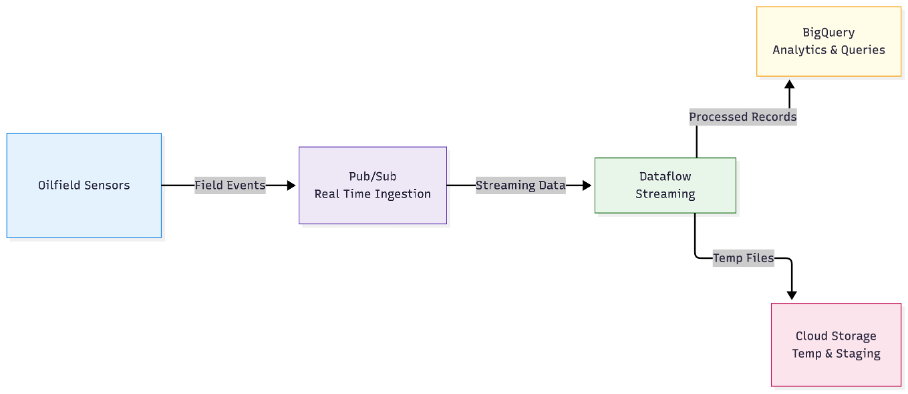 Oilfield Sensors
Field Events
Pub/Sub
Real Time Ingestion
Streaming Data
Dataflow
Streaming
Processed Records
BigQuery
Analytics & Queries
Temp Files
Cloud Storage
Temp & Staging